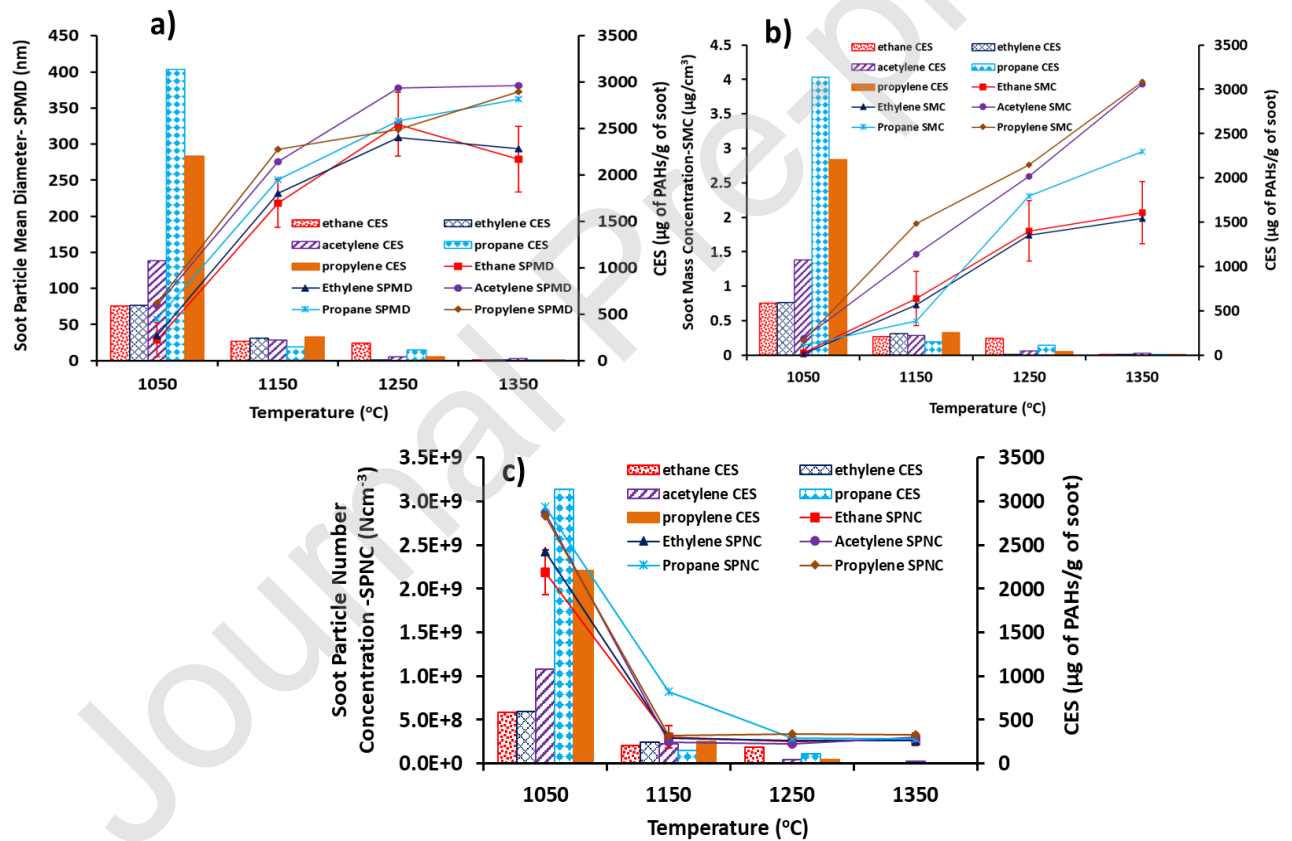 a)
Soot Particle Mean Diameter- SPMD (nm)
450
400
350
300
250
200
150
100
50
0
3500
3000
2500
2000
1500
1000
500
0
CES (µg of PAHs/g of soot)
ethane CES
ethylene CES
acetylene CES
propane CES
propylene CES
Ethane SPMD
Ethylene SPMD
Acetylene SPMD
Propane SPMD
Propylene SPMD
1050
1150
1250
1350
Temperature (°C)
b)
Soot Mass Concentration-SMC (µg/cm³)
4.5
4
3.5
3
2.5
2
1.5
1
0.5
0
3500
3000
2500
2000
1500
1000
500
0
CES (µg of PAHs/g of soot)
ethane CES
ethylene CES
acetylene CES
propane CES
propylene CES
Ethane SMC
Ethylene SMC
Acetylene SMC
Propane SMC
Propylene SMC
1050
1150
1250
1350
Temperature (°C)
c)
Soot Particle Number
Concentration -SPNC (Ncm⁻³)
3.5E+9
3.0E+9
2.5E+9
2.0E+9
1.5E+9
1.0E+9
5.0E+8
0.0E+0
3500
3000
2500
2000
1500
1000
500
0
CES (µg of PAHs/g of soot)
ethane CES
ethylene CES
acetylene CES
propane CES
propylene CES
Ethane SPNC
Ethylene SPNC
Acetylene SPNC
Propane SPNC
Propylene SPNC
1050
1150
1250
1350
Temperature (°C)
Journal Pre-p